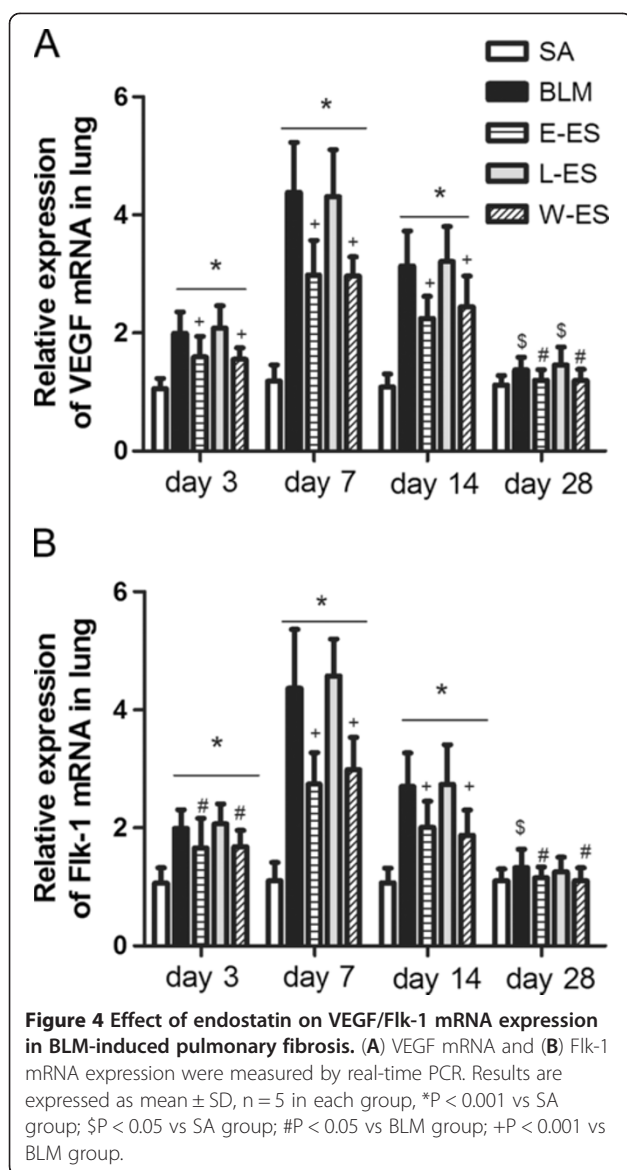 A
SA
BLM
E-ES
L-ES
W-ES
Relative expression
of VEGF mRNA in lung
6
4
2
0
*
+
+
*
+
+
*
+
+
$
#
$
#
day 3
day 7
day 14
day 28
B
Relative expression
of Flk-1 mRNA in lung
6
4
2
0
*
#
#
*
+
+
*
+
+
$
#
#
day 3
day 7
day 14
day 28
Figure 4 Effect of endostatin on VEGF/Flk-1 mRNA expression
in BLM-induced pulmonary fibrosis. (A) VEGF mRNA and (B) Flk-1
mRNA expression were measured by real-time PCR. Results are
expressed as mean ± SD, n = 5 in each group, *P < 0.001 vs SA
group; $P < 0.05 vs SA group; #P < 0.05 vs BLM group; +P < 0.001 vs
BLM group.